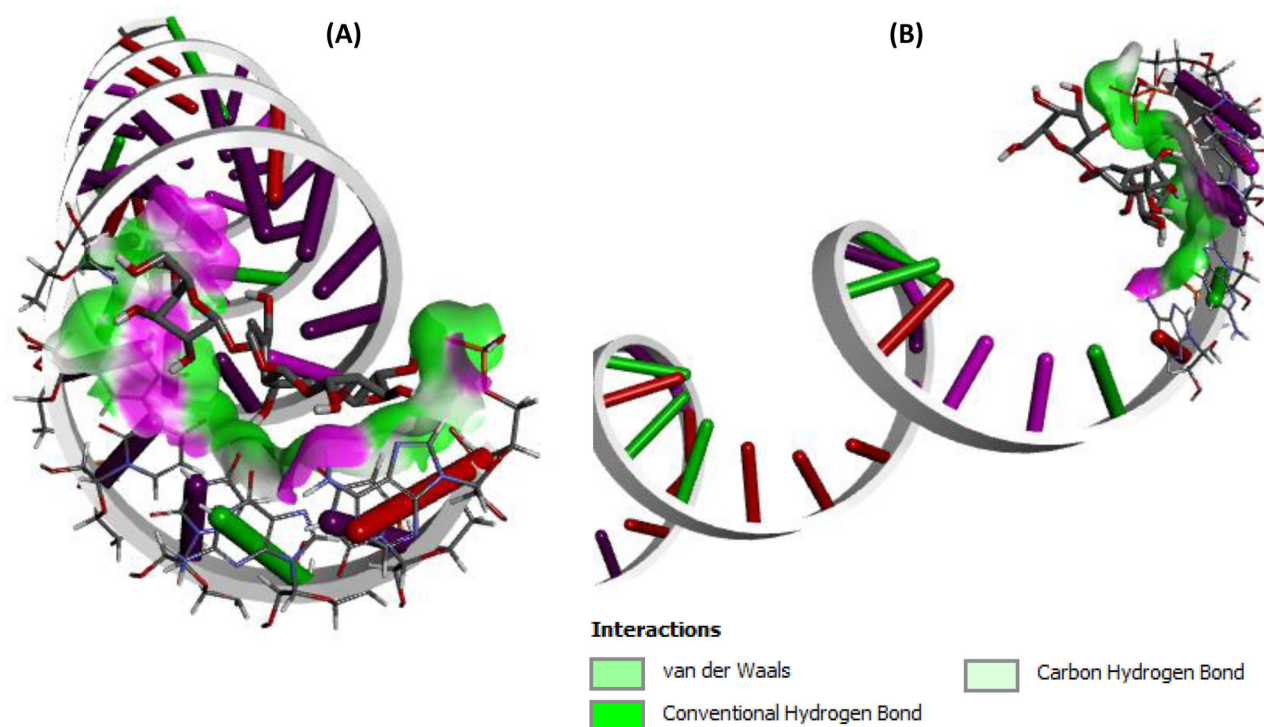 (A)
(B)
Interactions
van der Waals
Carbon Hydrogen Bond
Conventional Hydrogen Bond